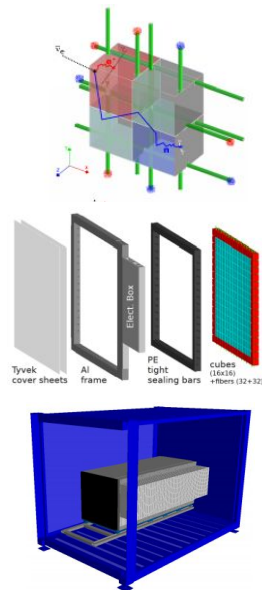 ν̄e
e⁺
n
y
z
x
Elect. Box
Tyvek
cover sheets
Al
frame
PE
tight
sealing bars
cubes
(16x16)
+fibers (32+32)